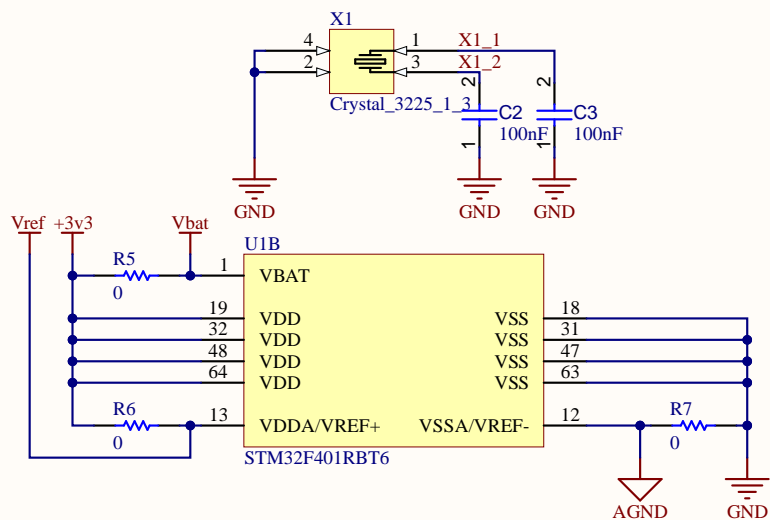 X1
4
1
X1_1
2
3
X1_2
Crystal_3225_1_3
2
2
C2
C3
100nF
100nF
1
1
GND
GND
GND
Vref
+3v3
Vbat
U1B
R5
1
VBAT
0
19
VDD
VSS
18
32
VDD
VSS
31
48
VDD
VSS
47
64
VDD
VSS
63
R6
13
VDDA/VREF+
VSSA/VREF-
12
R7
0
0
STM32F401RBT6
AGND
GND